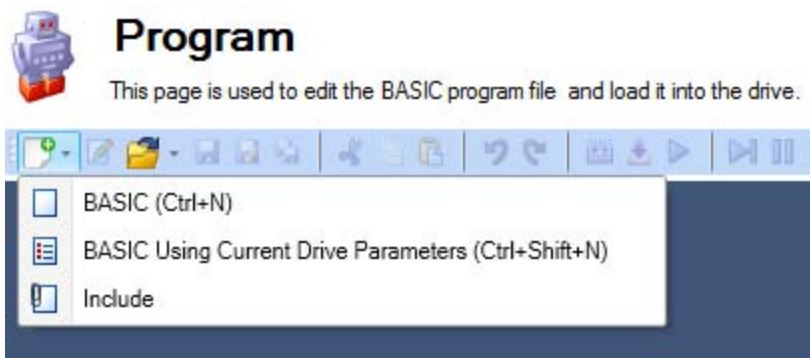 Program
This page is used to edit the BASIC program file and load it into the drive.
BASIC (Ctrl+N)
BASIC Using Current Drive Parameters (Ctrl+Shift+N)
Include